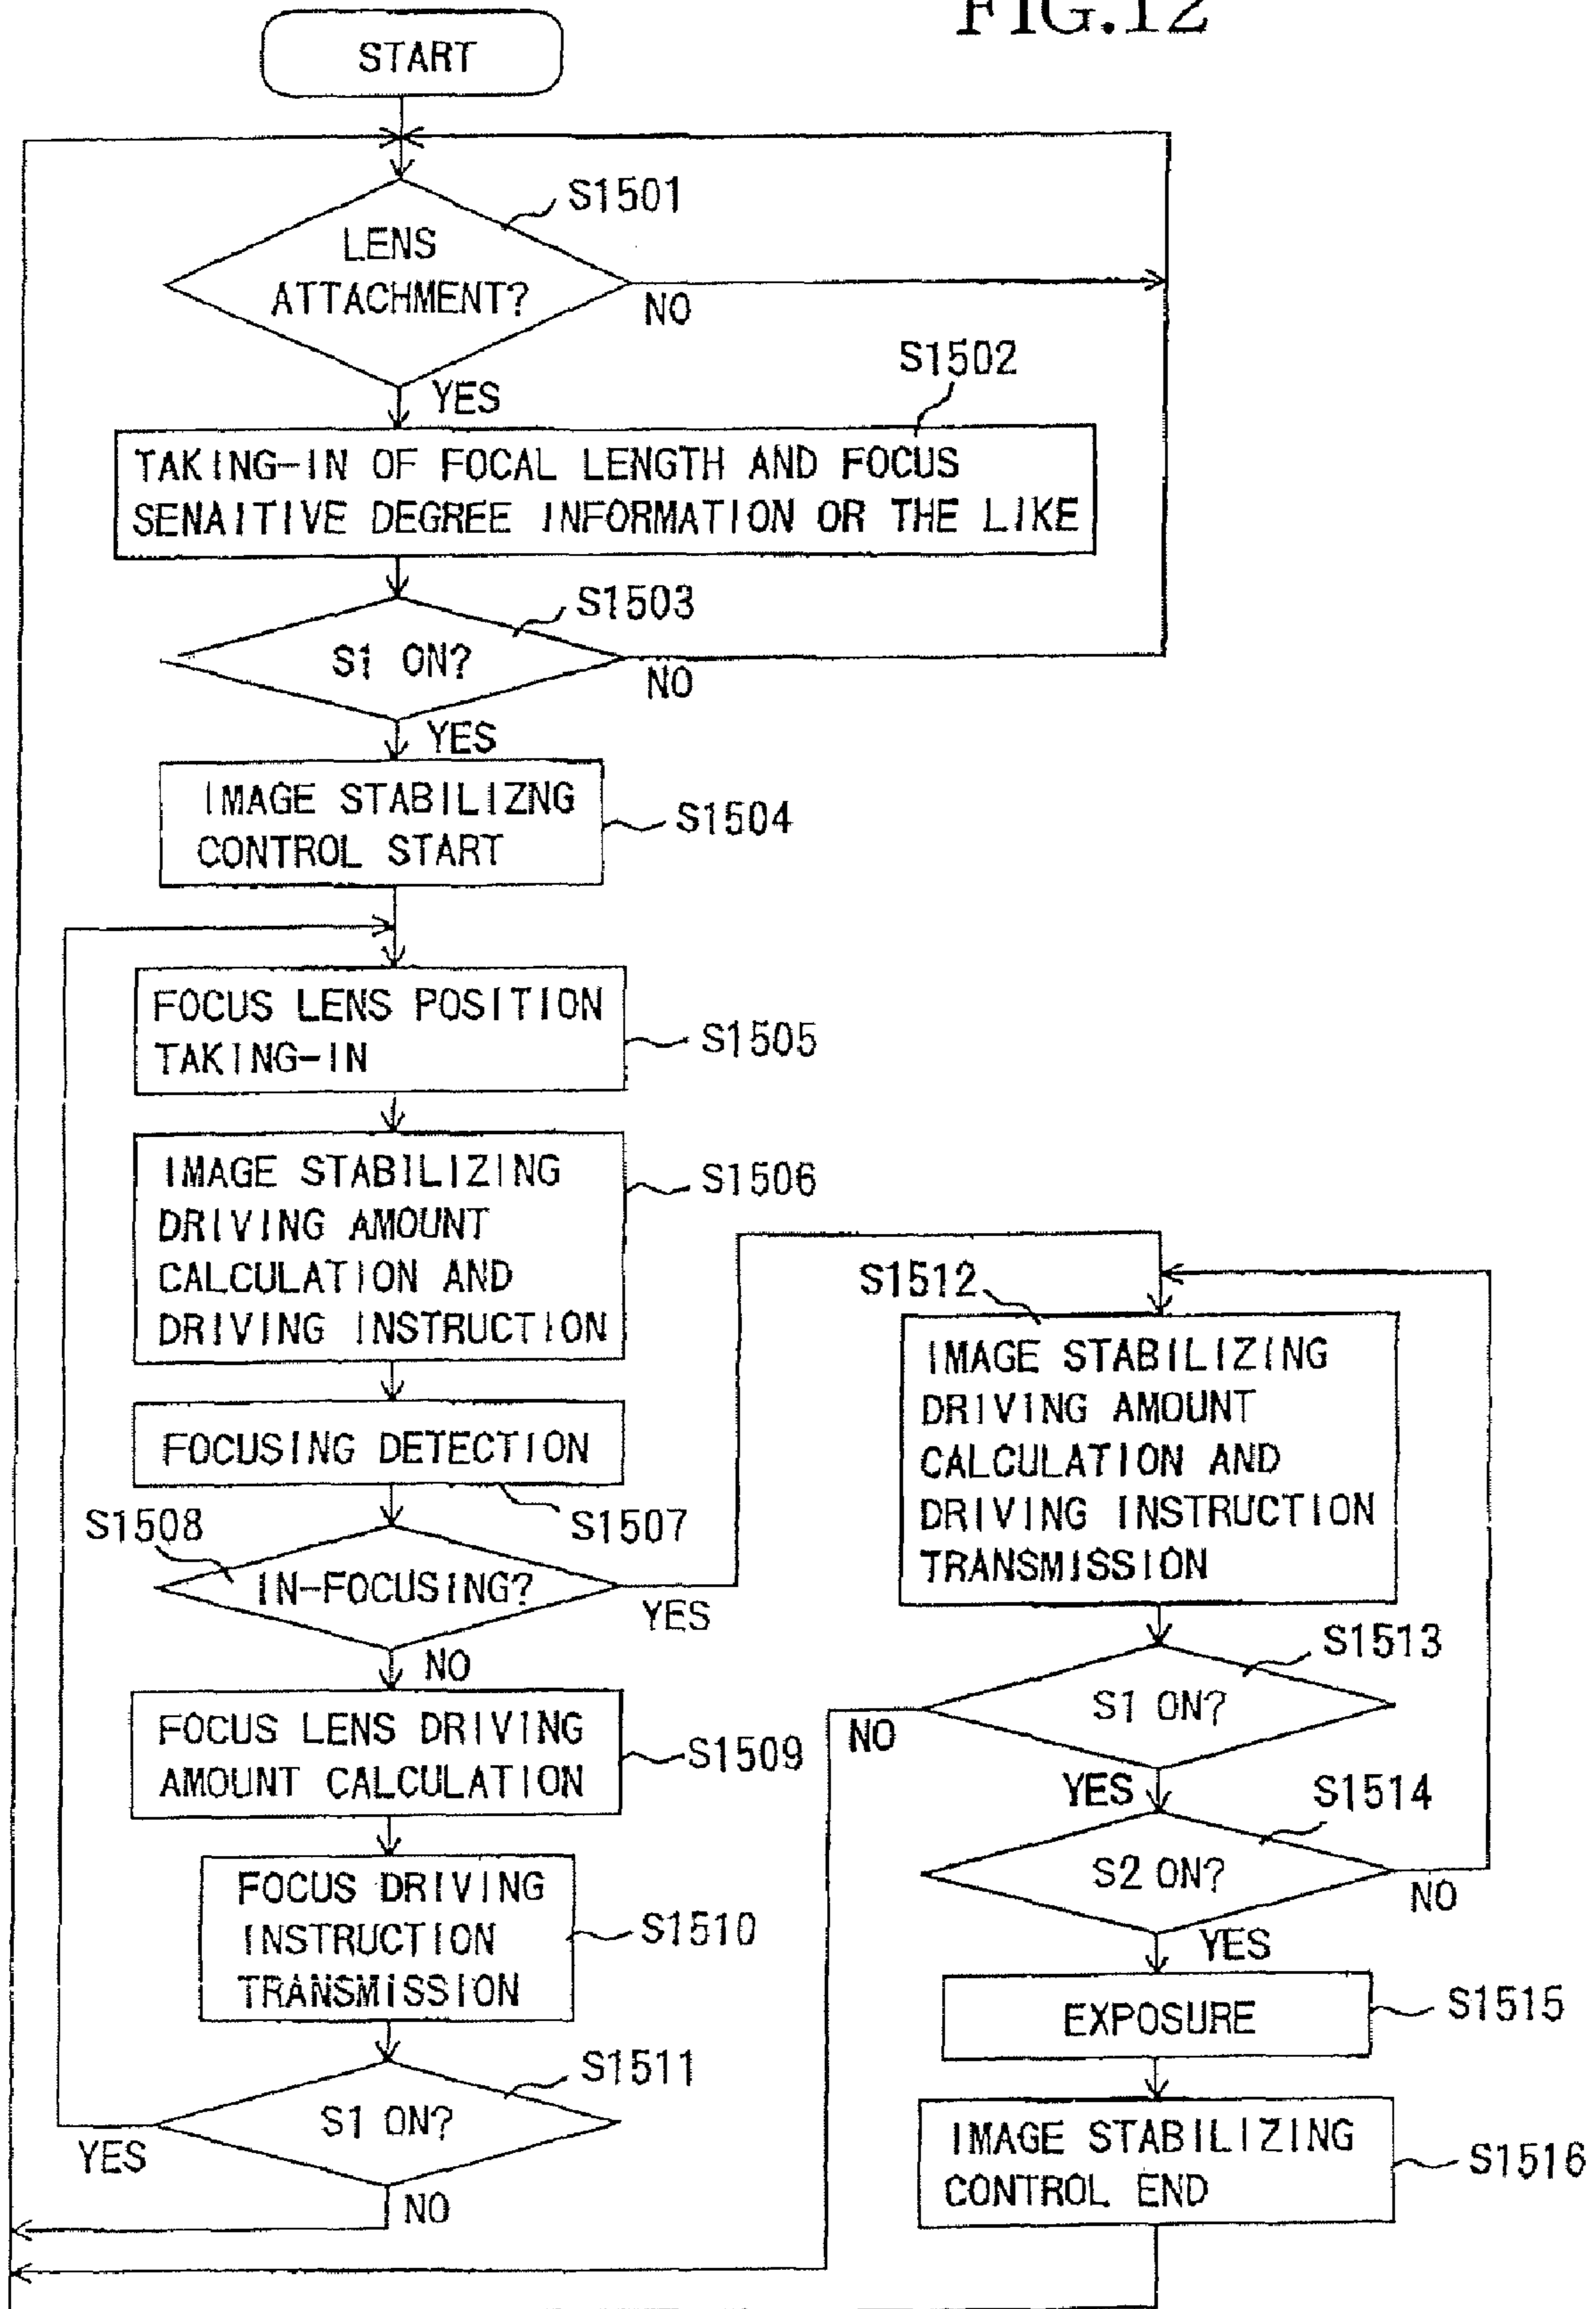 FIG.12
START
S1501
LENS
ATTACHMENT?
NO
YES
S1502
TAKING-IN OF FOCAL LENGTH AND FOCUS
SENAITIVE DEGREE INFORMATION OR THE LIKE
S1503
S1 ON?
NO
YES
IMAGE STABILIZNG
CONTROL START
S1504
FOCUS LENS POSITION
TAKING-IN
S1505
IMAGE STABILIZING
DRIVING AMOUNT
CALCULATION AND
DRIVING INSTRUCTION
S1506
FOCUSING DETECTION
S1507
S1508
IN-FOCUSING?
YES
NO
FOCUS LENS DRIVING
AMOUNT CALCULATION
S1509
FOCUS DRIVING
INSTRUCTION
TRANSMISSION
S1510
S1511
S1 ON?
YES
NO
S1512
IMAGE STABILIZING
DRIVING AMOUNT
CALCULATION AND
DRIVING INSTRUCTION
TRANSMISSION
S1513
S1 ON?
NO
YES
S1514
S2 ON?
NO
YES
EXPOSURE
S1515
IMAGE STABILIZING
CONTROL END
S1516